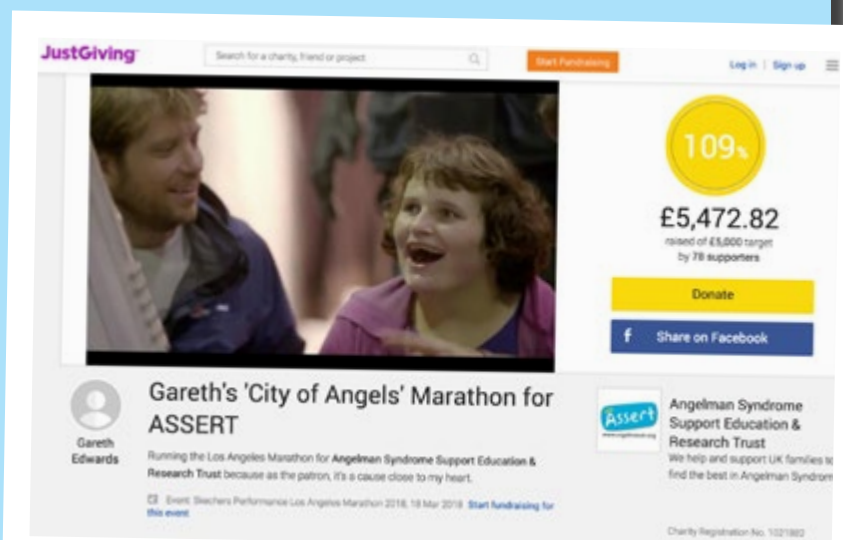 JustGiving
Search for a charity, friend or project
Start Fundraising
Log in | Sign up
109%
£5,472.82
raised of £5,000 target
by 78 supporters
Donate
f Share on Facebook
Gareth
Edwards
Gareth's 'City of Angels' Marathon for
ASSERT
Running the Los Angeles Marathon for Angelman Syndrome Support Education &
Research Trust because as the patron, it's a cause close to my heart.
Event: Skechers Performance Los Angeles Marathon 2018, 18 Mar 2018 Start fundraising for
this event
Assert
Angelman Syndrome
Support Education &
Research Trust
We help and support UK families to
find the best in Angelman Syndrom
Charity Registration No. 1021882